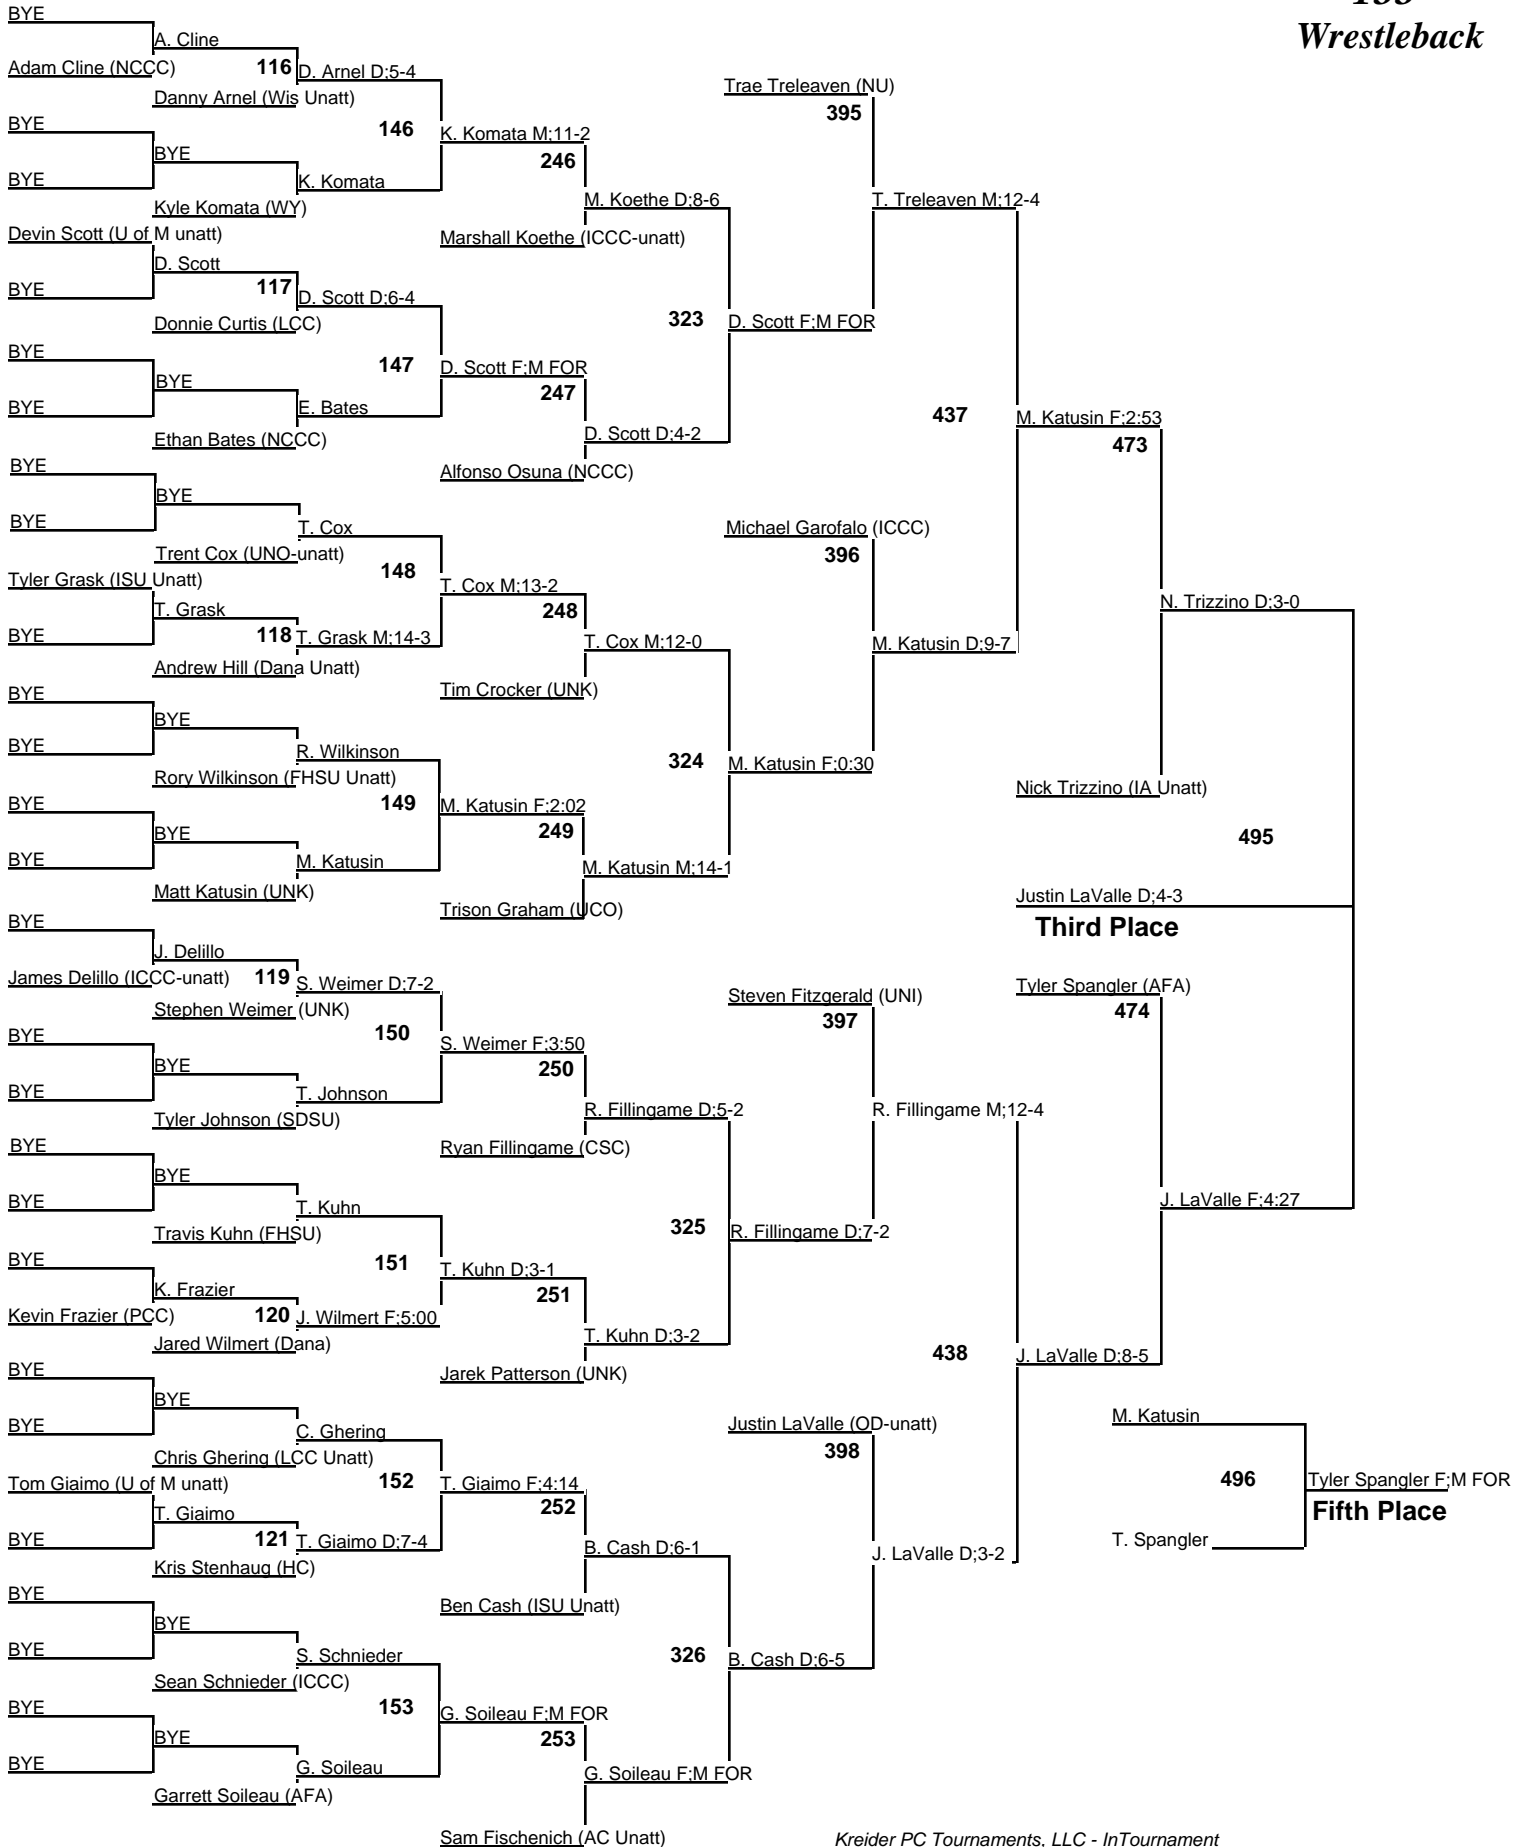 Wrestleback
BYE
A. Cline
Adam Cline (NCCC)
116
D. Arnel D;5-4
Danny Arnel (Wis Unatt)
Trae Treleaven (NU)
395
BYE
146
K. Komata M;11-2
BYE
246
BYE
K. Komata
M. Koethe D;8-6
T. Treleaven M;12-4
Kyle Komata (WY)
Devin Scott (U of M unatt)
Marshall Koethe (ICCC-unatt)
D. Scott
BYE
117
D. Scott D;6-4
Donnie Curtis (LCC)
323
D. Scott F;M FOR
BYE
147
D. Scott F;M FOR
BYE
247
BYE
E. Bates
437
M. Katusin F;2:53
Ethan Bates (NCCC)
D. Scott D;4-2
473
BYE
Alfonso Osuna (NCCC)
BYE
BYE
T. Cox
Michael Garofalo (ICCC)
Trent Cox (UNO-unatt)
396
Tyler Grask (ISU Unatt)
148
T. Cox M;13-2
T. Grask
248
N. Trizzino D;3-0
BYE
118
T. Grask M;14-3
T. Cox M;12-0
M. Katusin D;9-7
Andrew Hill (Dana Unatt)
Tim Crocker (UNK)
BYE
BYE
BYE
R. Wilkinson
324
M. Katusin F;0:30
Rory Wilkinson (FHSU Unatt)
Nick Trizzino (IA Unatt)
BYE
149
M. Katusin F;2:02
BYE
249
495
BYE
M. Katusin
M. Katusin M;14-1
Matt Katusin (UNK)
Justin LaValle D;4-3
Trison Graham (UCO)
Third Place
BYE
J. Delillo
James Delillo (ICCC-unatt)
119
S. Weimer D;7-2
Tyler Spangler (AFA)
Stephen Weimer (UNK)
Steven Fitzgerald (UNI)
474
397
BYE
150
S. Weimer F;3:50
BYE
250
BYE
T. Johnson
R. Fillingame D;5-2
R. Fillingame M;12-4
Tyler Johnson (SDSU)
BYE
Ryan Fillingame (CSC)
BYE
BYE
T. Kuhn
J. LaValle F;4:27
Travis Kuhn (FHSU)
325
R. Fillingame D;7-2
BYE
151
T. Kuhn D;3-1
K. Frazier
251
Kevin Frazier (PCC)
120
J. Wilmert F;5:00
Jared Wilmert (Dana)
T. Kuhn D;3-2
438
J. LaValle D;8-5
BYE
Jarek Patterson (UNK)
BYE
BYE
C. Ghering
Justin LaValle (OD-unatt)
M. Katusin
Chris Ghering (LCC Unatt)
398
Tom Giaimo (U of M unatt)
152
T. Giaimo F;4:14
496
Tyler Spangler F;M FOR
T. Giaimo
252
Fifth Place
BYE
121
T. Giaimo D;7-4
B. Cash D;6-1
J. LaValle D;3-2
T. Spangler
Kris Stenhaug (HC)
BYE
Ben Cash (ISU Unatt)
BYE
BYE
S. Schnieder
326
B. Cash D;6-5
Sean Schnieder (ICCC)
BYE
153
G. Soileau F;M FOR
BYE
253
BYE
G. Soileau
G. Soileau F;M FOR
Garrett Soileau (AFA)
Sam Fischenich (AC Unatt)
Kreider PC Tournaments, LLC - InTournament